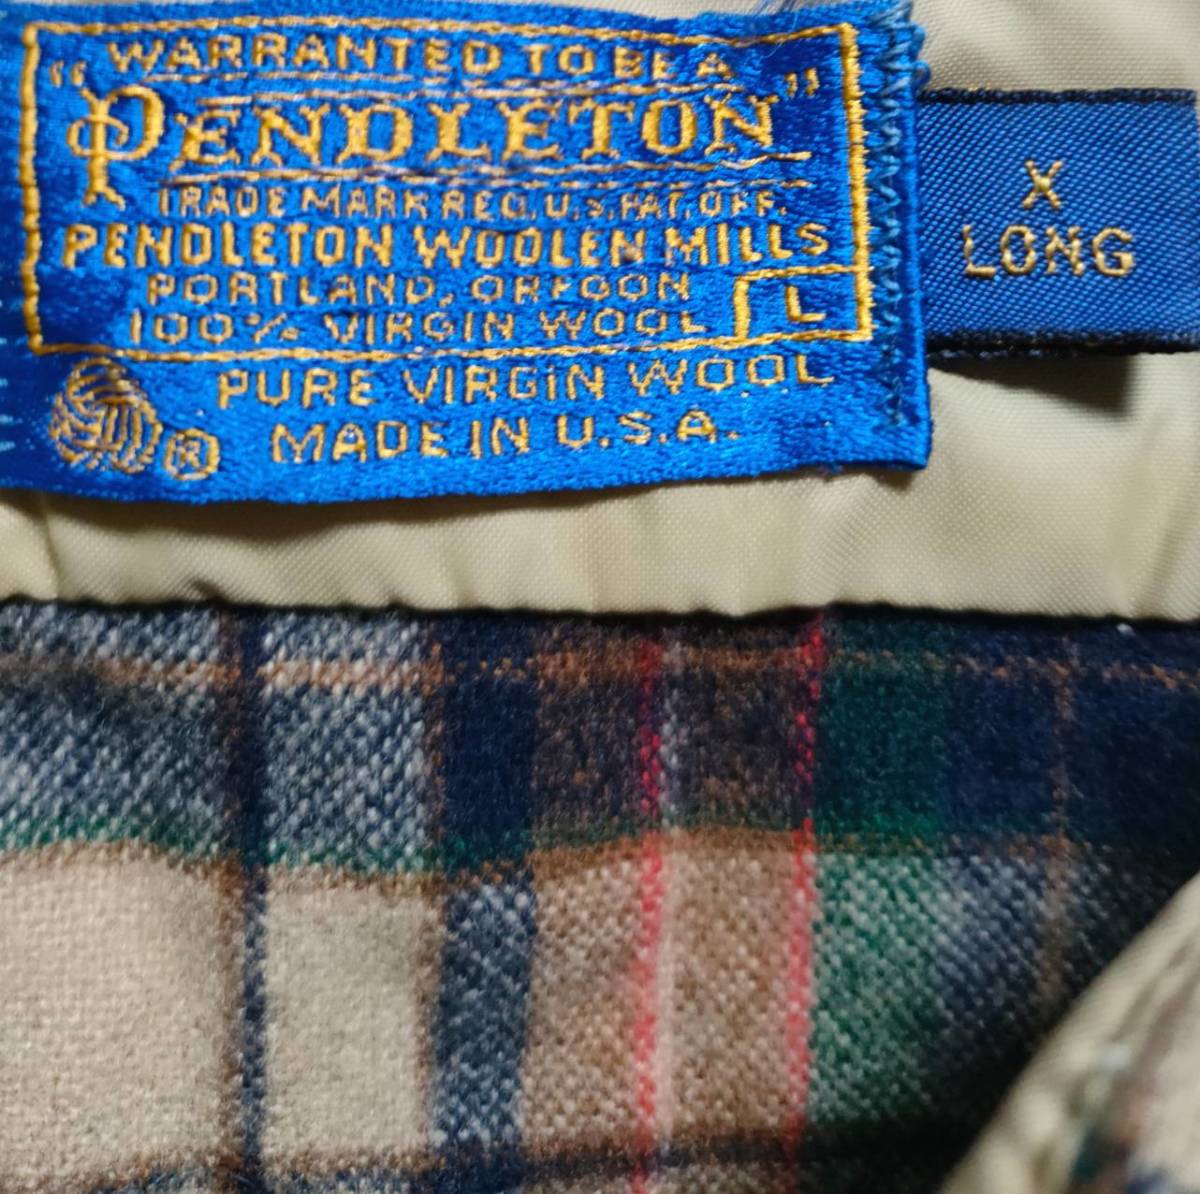 WARRANTED TO BE A
"PENDLETON"
TRADE MARK REG. U.S. PAT. OFF.
PENDLETON WOOLEN MILLS
PORTLAND, OREGON
100% VIRGIN WOOL
L
PURE VIRGIN WOOL
®
MADE IN U.S.A.
X
LONG